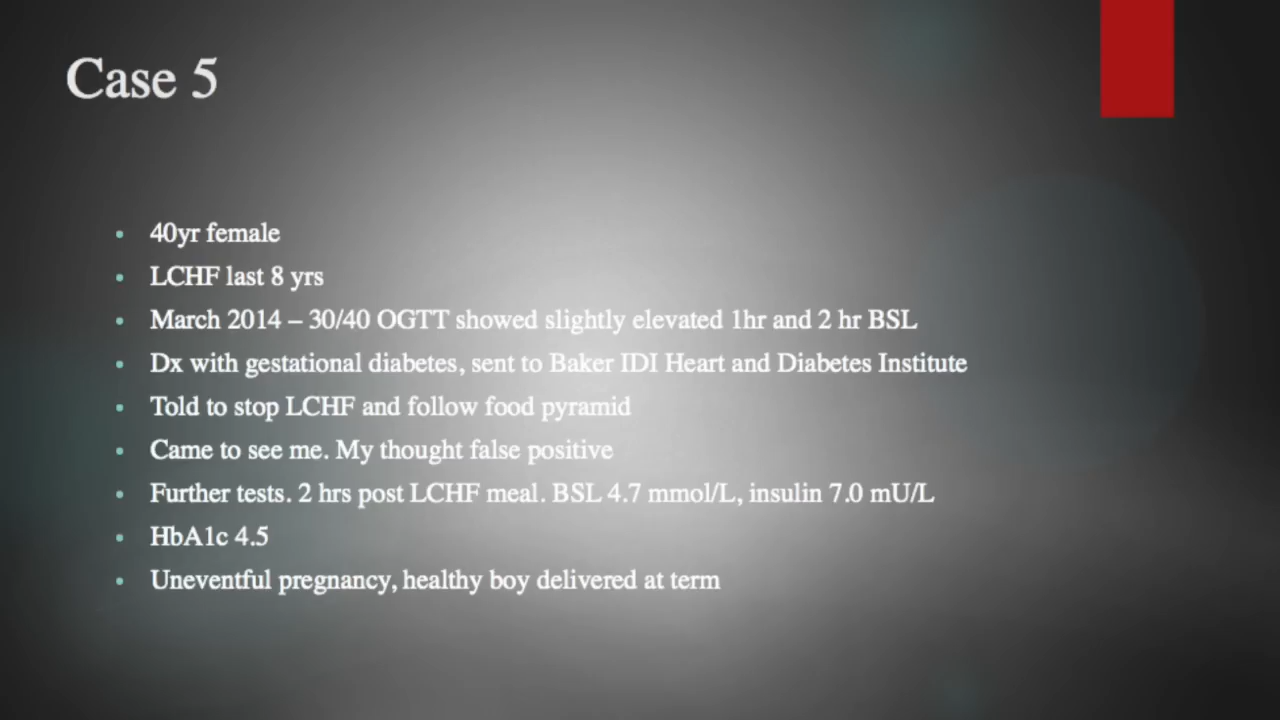 Case 5
• 40yr female
• LCHF last 8 yrs
• March 2014 – 30/40 OGTT showed slightly elevated 1hr and 2 hr BSL
• Dx with gestational diabetes, sent to Baker IDI Heart and Diabetes Institute
• Told to stop LCHF and follow food pyramid
• Came to see me. My thought false positive
• Further tests. 2 hrs post LCHF meal. BSL 4.7 mmol/L, insulin 7.0 mU/L
• HbA1c 4.5
• Uneventful pregnancy, healthy boy delivered at term